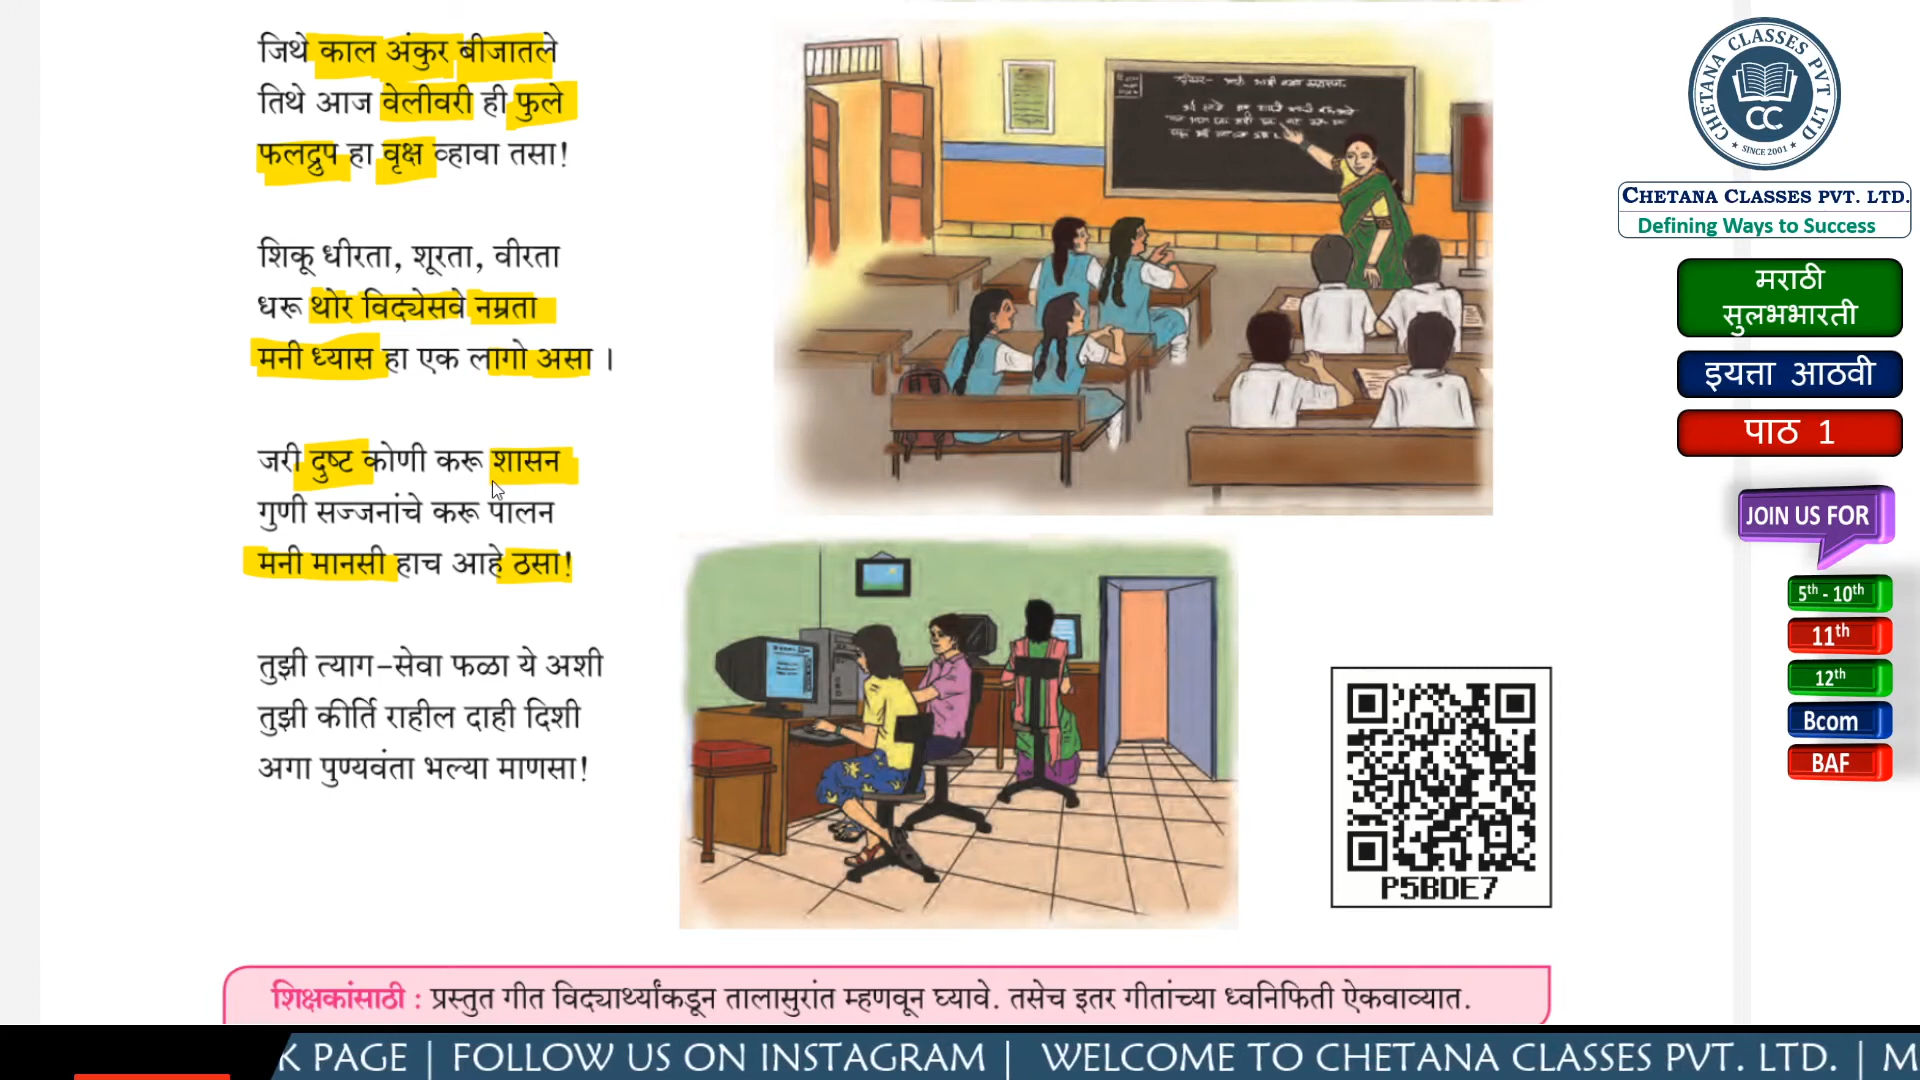 जिथे काल अंकुर बीजातले
तिथे आज वेलीवरी ही फुले
फलद्रुप हा वृक्ष व्हावा तसा!
शिकू धीरता, शूरता, वीरता
धरू थोर विद्येसवे नम्रता
मनी ध्यास हा एक लागो असा ।
जरी दुष्ट कोणी करू शासन
गुणी सज्जनांचे करू पालन
मनी मानसी हाच आहे ठसा!
तुझी त्याग-सेवा फळा ये अशी
तुझी कीर्ति राहील दाही दिशी
अगा पुण्यवंता भल्या माणसा!
P5BDE7
शिक्षकांसाठी : प्रस्तुत गीत विद्यार्थ्यांकडून तालासुरांत म्हणवून घ्यावे. तसेच इतर गीतांच्या ध्वनिफिती ऐकवाव्यात.
CHETANA CLASSES PVT LTD
CC
★ SINCE 2001 ★
CHETANA CLASSES PVT. LTD.
Defining Ways to Success
मराठी
सुलभभारती
इयत्ता आठवी
पाठ 1
JOIN US FOR
5th - 10th
11th
12th
Bcom
BAF
K PAGE | FOLLOW US ON INSTAGRAM | WELCOME TO CHETANA CLASSES PVT. LTD. | M